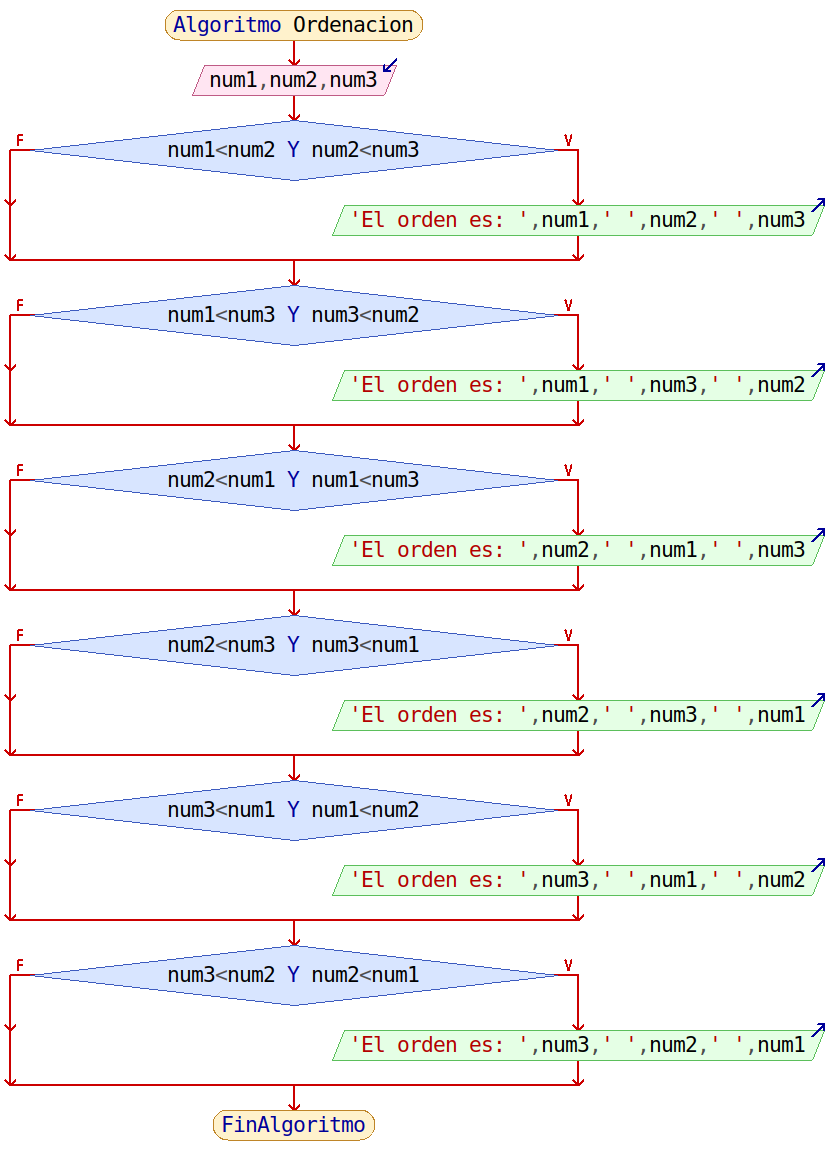 Algoritmo Ordenacion
num1,num2,num3
num1<num2 Y num2<num3
F
V
'El orden es: ',num1,' ',num2,' ',num3
num1<num3 Y num3<num2
F
V
'El orden es: ',num1,' ',num3,' ',num2
num2<num1 Y num1<num3
F
V
'El orden es: ',num2,' ',num1,' ',num3
num2<num3 Y num3<num1
F
V
'El orden es: ',num2,' ',num3,' ',num1
num3<num1 Y num1<num2
F
V
'El orden es: ',num3,' ',num1,' ',num2
num3<num2 Y num2<num1
F
V
'El orden es: ',num3,' ',num2,' ',num1
FinAlgoritmo